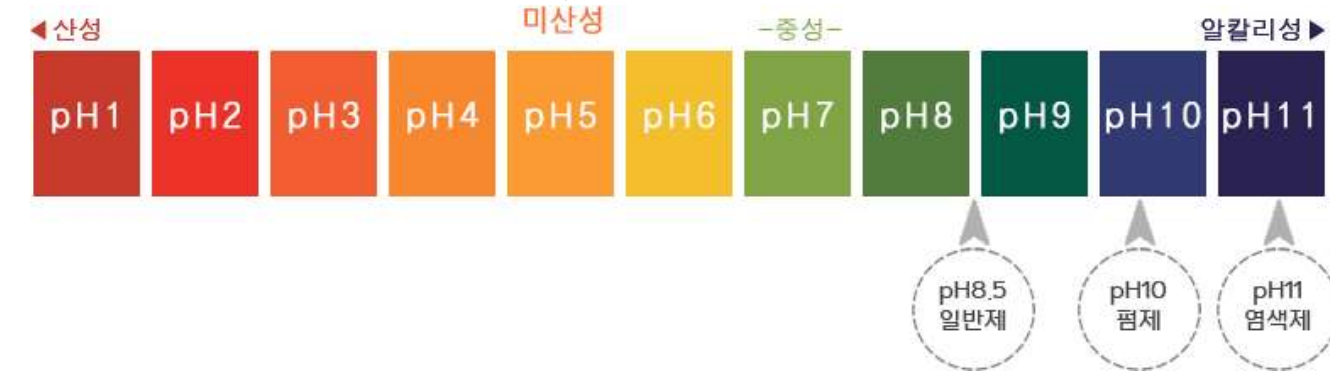 ◀산성 미산성 -중성- 알칼리성▶
pH1 pH2 pH3 pH4 pH5 pH6 pH7 pH8 pH9 pH10 pH11
pH8.5 pH10 pH11
일반제 펌제 염색제